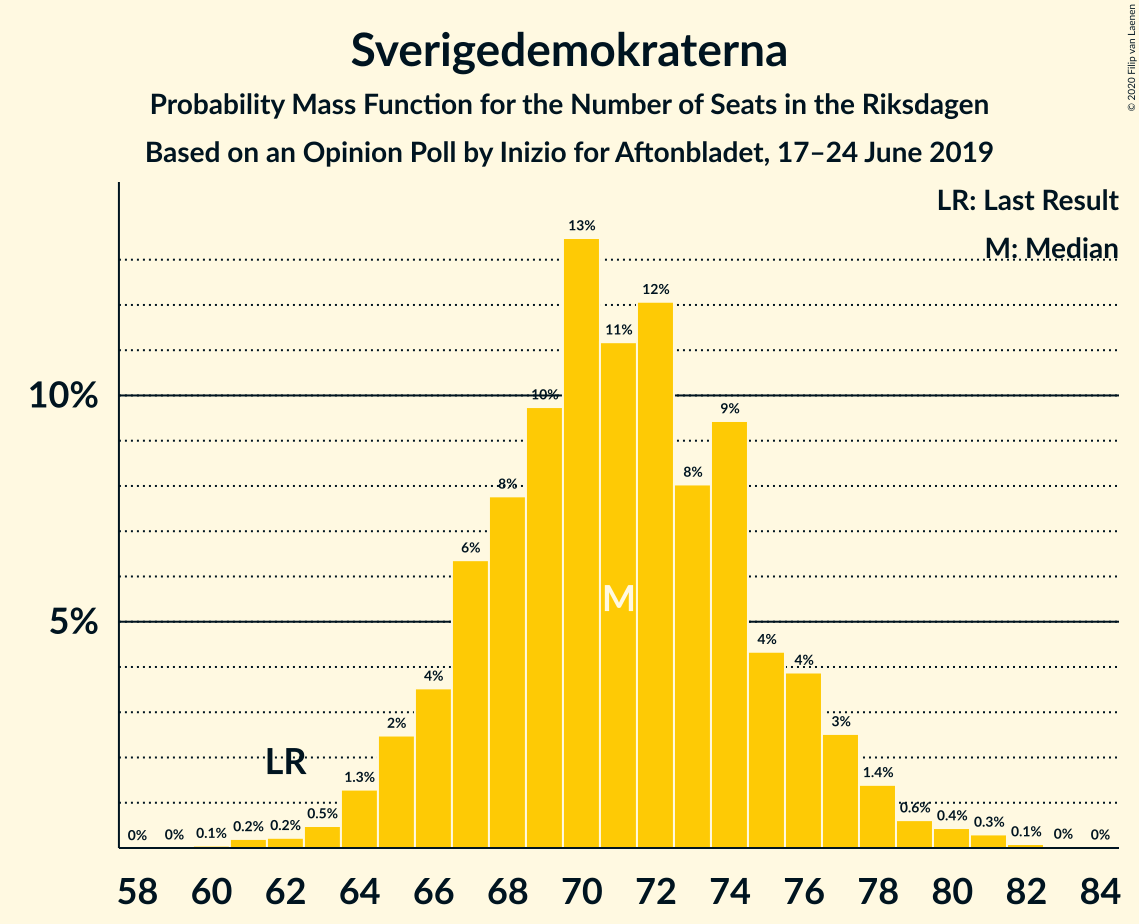 Sverigedemokraterna
Probability Mass Function for the Number of Seats in the Riksdagen
Based on an Opinion Poll by Inizio for Aftonbladet, 17–24 June 2019
© 2020 Filip van Laenen
LR: Last Result
M: Median
10%
5%
0% 0% 0.1% 0.2% 0.2% 0.5% 1.3% 2% 4% 6% 8% 10% 13% 11% 12% 8% 9% 4% 4% 3% 1.4% 0.6% 0.4% 0.3% 0.1% 0% 0%
LR
M
58 60 62 64 66 68 70 72 74 76 78 80 82 84